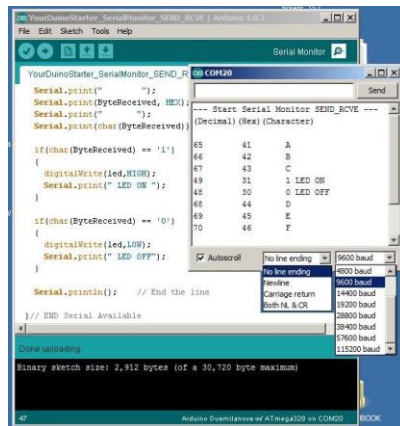 YourDuinoStarter_SerialMonitor_SEND_RCVE | Arduino 1.0.3
File Edit Sketch Tools Help
Serial Monitor
YourDuinoStarter_SerialMonitor_SEND_R
Serial.print("        ");
Serial.print(ByteReceived, HEX);
Serial.print("       ");
Serial.print(char(ByteReceived));
if(char(ByteReceived) == '1')
{
digitalWrite(led,HIGH);
Serial.print(" LED ON ");
}
if(char(ByteReceived) == '0')
{
digitalWrite(led,LOW);
Serial.print(" LED OFF");
}
Serial.println();    // End the line
}// END Serial Available
COM20
Send
--- Start Serial Monitor SEND_RCVE ---
(Decimal)(Hex)(Character)
65 41 A
66 42 B
67 43 C
49 31 1 LED ON
48 30 0 LED OFF
68 44 D
69 45 E
70 46 F
Autoscroll
No line ending
9600 baud
No line ending
Newline
Carriage return
Both NL & CR
4800 baud
9600 baud
14400 baud
19200 baud
28800 baud
38400 baud
57600 baud
115200 baud
Done uploading.
Binary sketch size: 2,912 bytes (of a 30,720 byte maximum)
47
Arduino Duemilanove w/ ATmega328 on COM20
BOOK